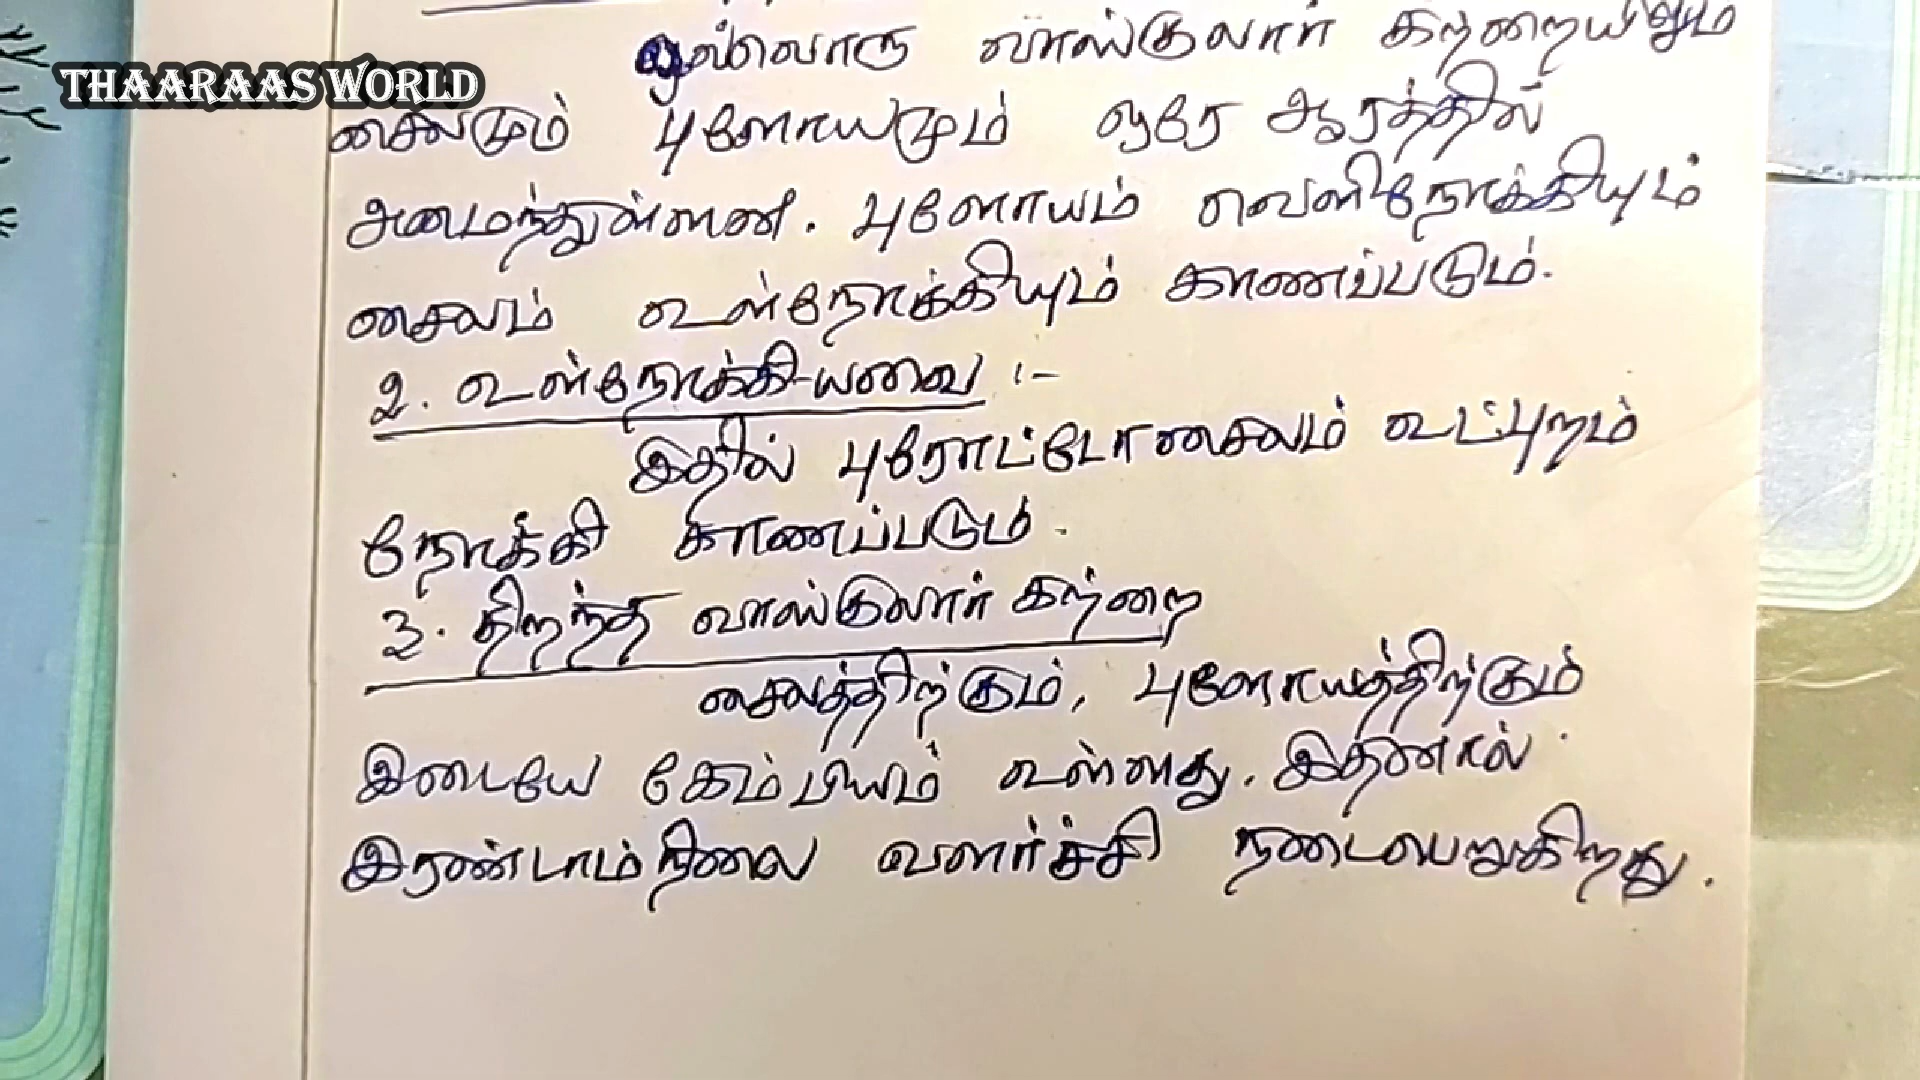 ஒவ்வொரு வாஸ்குலார் கற்றையிலும்
THAARAAS WORLD
சைலமும் புளோயமும் ஒரே ஆரத்தில்
அமைந்துள்ளன. புளோயம் வெளிநோக்கியும்
சைலம் உள்நோக்கியும் காணப்படும்.
2. உள்நோக்கியவை :-
இதில் புரோட்டோசைலம் உட்புறம்
நோக்கி காணப்படும்.
3. திறந்த வாஸ்குலார் கற்றை
சைலத்திற்கும், புளோயத்திற்கும்
இடையே கேம்பியம் உள்ளது. இதனால்
இரண்டாம்நிலை வளர்ச்சி நடைபெறுகிறது.